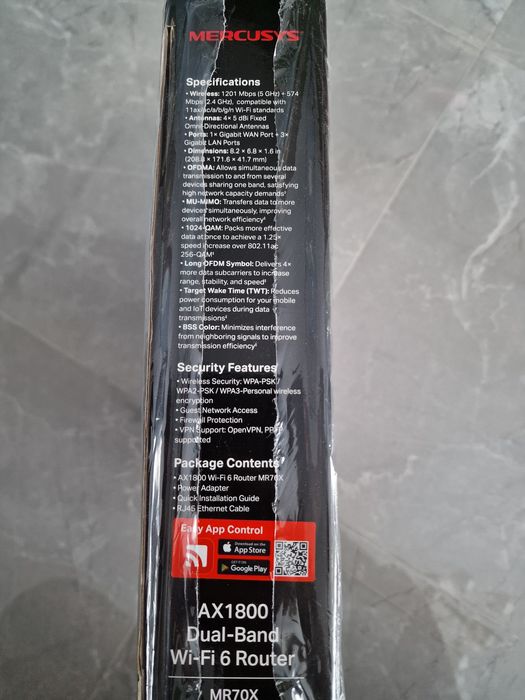 MERCUSYS
Specifications
• Wireless: 1201 Mbps (5 GHz) + 574
Mbps (2.4 GHz), compatible with
11ax/ac/a/b/g/n Wi-Fi standards
• Antennas: 4× 5 dBi Fixed
Omni-Directional Antennas
• Ports: 1× Gigabit WAN Port + 3×
Gigabit LAN Ports
• Dimensions: 8.2 × 6.8 × 1.6 in
(208.8 × 171.6 × 41.7 mm)
• OFDMA: Allows simultaneous data
transmission to and from several
devices sharing one band, satisfying
high network capacity demands‡
• MU-MIMO: Transfers data to more
devices simultaneously, improving
overall network efficiency‡
• 1024-QAM: Packs more effective
data at once to achieve a 1.25×
speed increase over 802.11ac
256-QAM†
• Long OFDM Symbol: Delivers 4×
more data subcarriers to increase
range, stability, and speed†
• Target Wake Time (TWT): Reduces
power consumption for your mobile
and IoT devices during data
transmissions‡
• BSS Color: Minimizes interference
from neighboring signals to improve
transmission efficiency‡
Security Features
• Wireless Security: WPA-PSK /
WPA2-PSK / WPA3-Personal wireless
encryption
• Guest Network Access
• Firewall Protection
• VPN Support: OpenVPN,
supported
Package Contents
• AX1800 Wi-Fi 6 Router MR70X
• Power Adapter
• Quick Installation Guide
• RJ45 Ethernet Cable
Easy App Control
Download on the
App Store
GET IT ON
Google Play
AX1800
Dual-Band
Wi-Fi 6 Router
MR70X